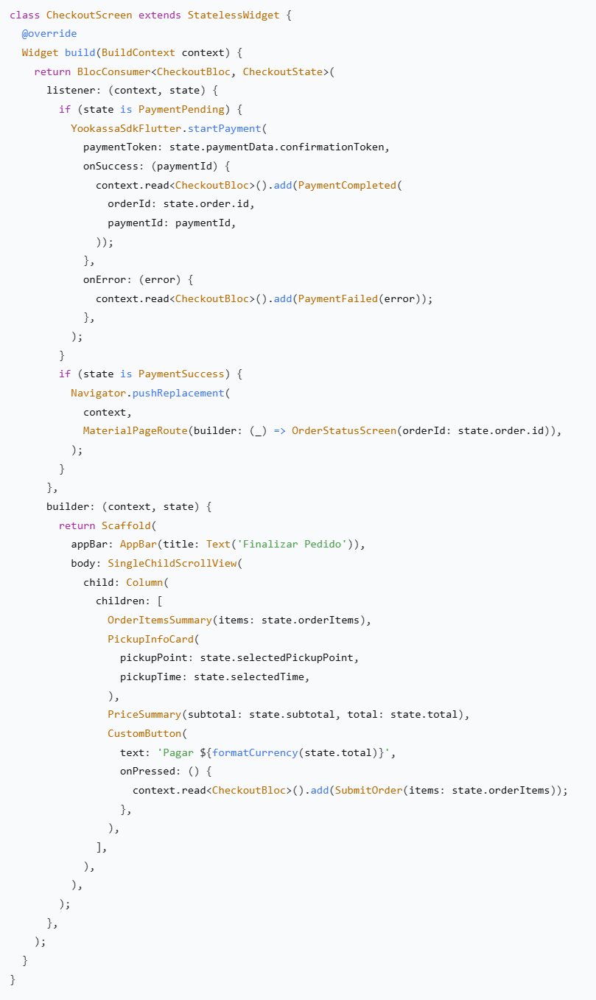 class CheckoutScreen extends StatelessWidget {
  @override
  Widget build(BuildContext context) {
    return BlocConsumer<CheckoutBloc, CheckoutState>(
      listener: (context, state) {
        if (state is PaymentPending) {
          YookassaSdkFlutter.startPayment(
            paymentToken: state.paymentData.confirmationToken,
            onSuccess: (paymentId) {
              context.read<CheckoutBloc>().add(PaymentCompleted(
                orderId: state.order.id,
                paymentId: paymentId,
              ));
            },
            onError: (error) {
              context.read<CheckoutBloc>().add(PaymentFailed(error));
            },
          );
        }
        if (state is PaymentSuccess) {
          Navigator.pushReplacement(
            context,
            MaterialPageRoute(builder: (_) => OrderStatusScreen(orderId: state.order.id)),
          );
        }
      },
      builder: (context, state) {
        return Scaffold(
          appBar: AppBar(title: Text('Finalizar Pedido')),
          body: SingleChildScrollView(
            child: Column(
              children: [
                OrderItemsSummary(items: state.orderItems),
                PickupInfoCard(
                  pickupPoint: state.selectedPickupPoint,
                  pickupTime: state.selectedTime,
                ),
                PriceSummary(subtotal: state.subtotal, total: state.total),
                CustomButton(
                  text: 'Pagar ${formatCurrency(state.total)}',
                  onPressed: () {
                    context.read<CheckoutBloc>().add(SubmitOrder(items: state.orderItems));
                  },
                ),
              ],
            ),
          ),
        );
      },
    );
  }
}